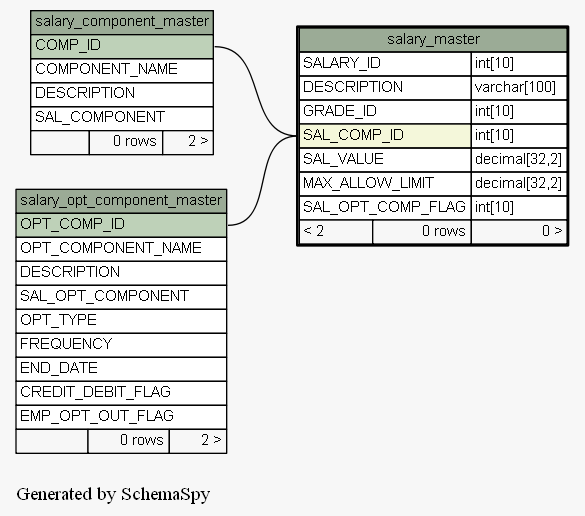 salary_component_master
COMP_ID
COMPONENT_NAME
DESCRIPTION
SAL_COMPONENT
0 rows 2 >
salary_master
SALARY_ID int[10]
DESCRIPTION varchar[100]
GRADE_ID int[10]
SAL_COMP_ID int[10]
SAL_VALUE decimal[32,2]
MAX_ALLOW_LIMIT decimal[32,2]
SAL_OPT_COMP_FLAG int[10]
< 2 0 rows 0 >
salary_opt_component_master
OPT_COMP_ID
OPT_COMPONENT_NAME
DESCRIPTION
SAL_OPT_COMPONENT
OPT_TYPE
FREQUENCY
END_DATE
CREDIT_DEBIT_FLAG
EMP_OPT_OUT_FLAG
0 rows 2 >
Generated by SchemaSpy